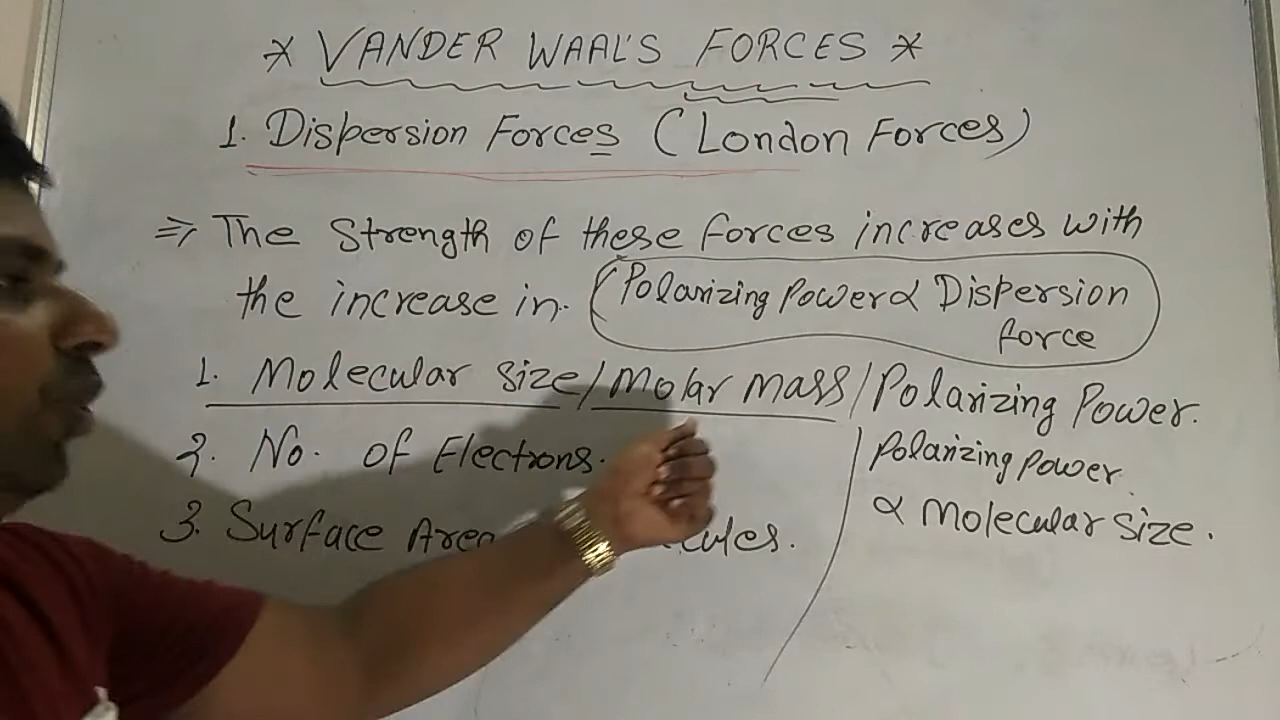 * VANDER WAAL'S FORCES *
1. Dispersion Forces (London Forces)
⇒ The Strength of these forces increases with
the increase in. (Polarizing Power ∝ Dispersion
force
1. Molecular Size/Molar mass/Polarizing Power.
2. No. of Electrons.
3. Surface Area
Polarizing Power
∝ Molecular Size.